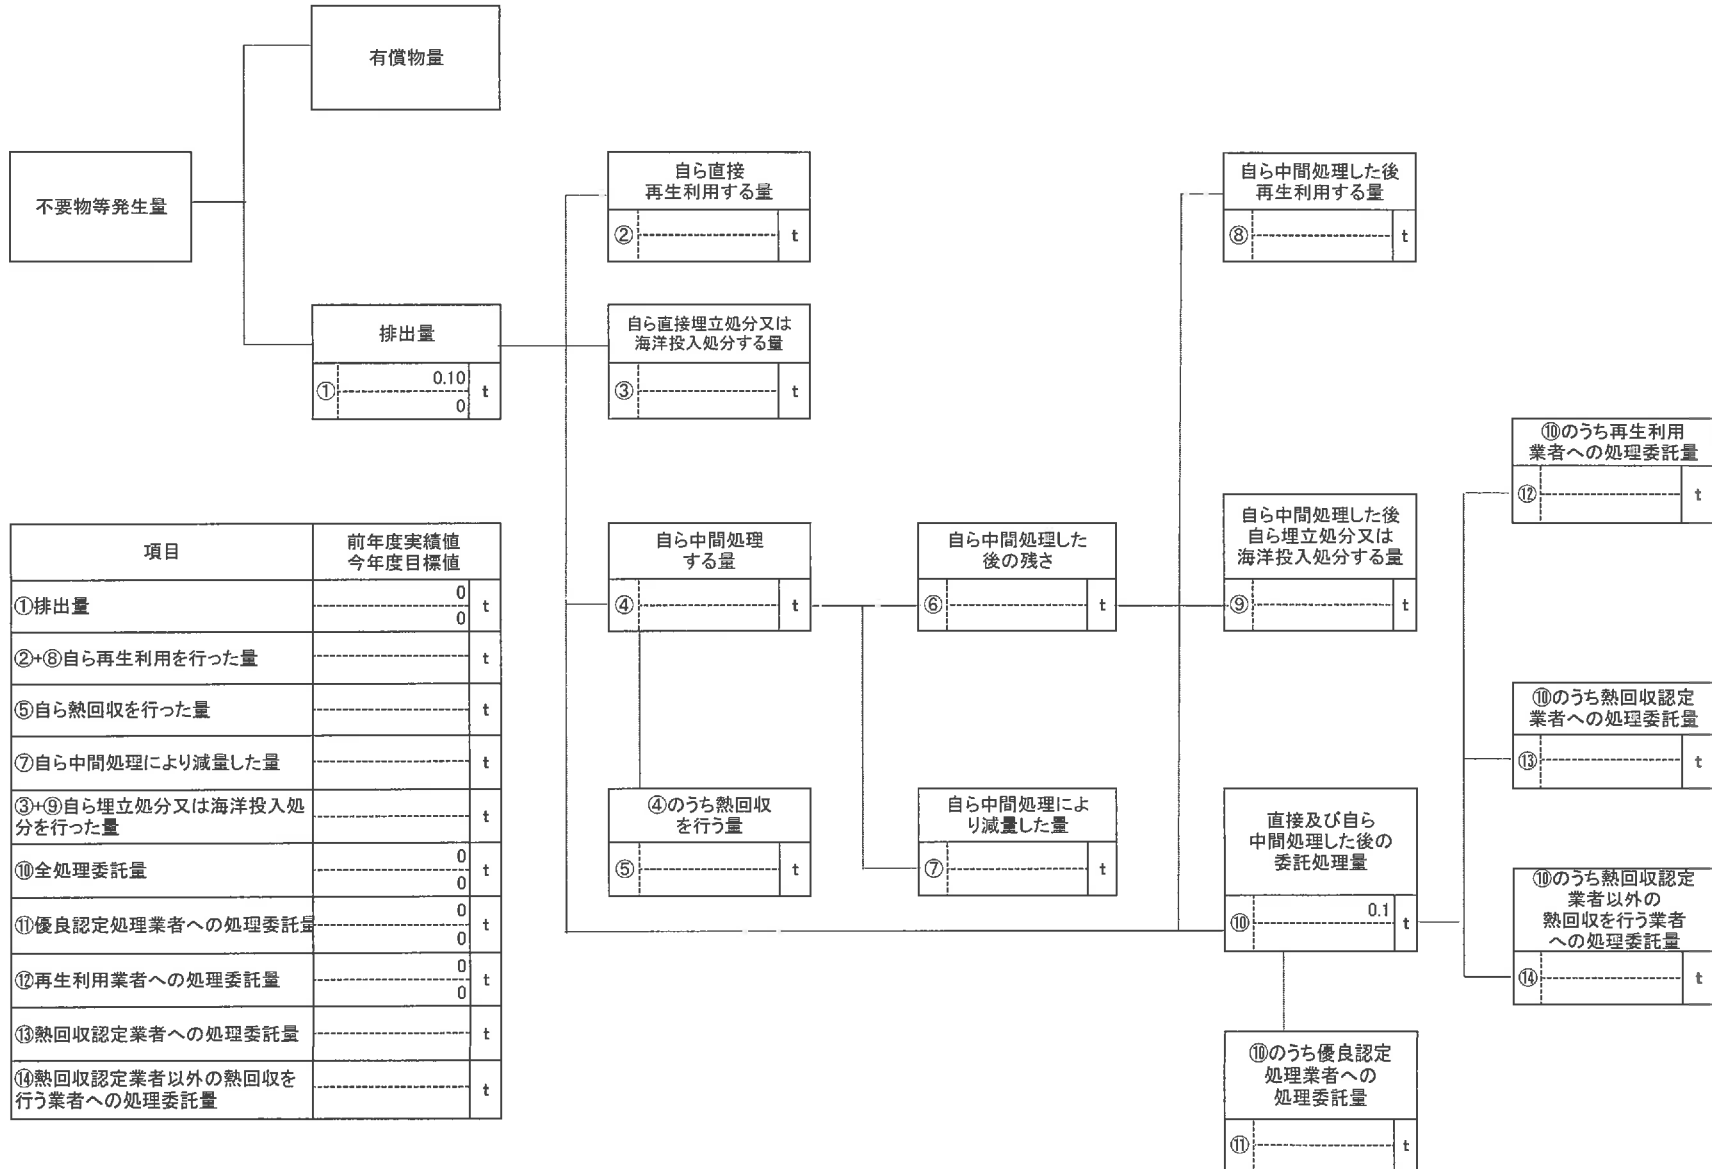 有償物量
不要物等発生量
排出量
① 0.10 t
0
自ら直接
再生利用する量
② t
自ら直接埋立処分又は
海洋投入処分する量
③ t
自ら中間処理
する量
④ t
④のうち熱回収
を行う量
⑤ t
自ら中間処理した
後の残さ
⑥ t
自ら中間処理によ
り減量した量
⑦ t
自ら中間処理した後
再生利用する量
⑧ t
自ら中間処理した後
自ら埋立処分又は
海洋投入処分する量
⑨ t
直接及び自ら
中間処理した後の
委託処理量
⑩ 0.1 t
⑩のうち優良認定
処理業者への
処理委託量
⑪ t
⑩のうち再生利用
業者への処理委託量
⑫ t
⑩のうち熱回収認定
業者への処理委託量
⑬ t
⑩のうち熱回収認定
業者以外の
熱回収を行う業者
への処理委託量
⑭ t
項目 前年度実績値
今年度目標値
①排出量 0 t
0
②+⑧自ら再生利用を行った量 t
⑤自ら熱回収を行った量 t
⑦自ら中間処理により減量した量 t
③+⑨自ら埋立処分又は海洋投入処
分を行った量 t
⑩全処理委託量 0 t
0
⑪優良認定処理業者への処理委託量 0 t
0
⑫再生利用業者への処理委託量 0 t
0
⑬熱回収認定業者への処理委託量 t
⑭熱回収認定業者以外の熱回収を
行う業者への処理委託量 t